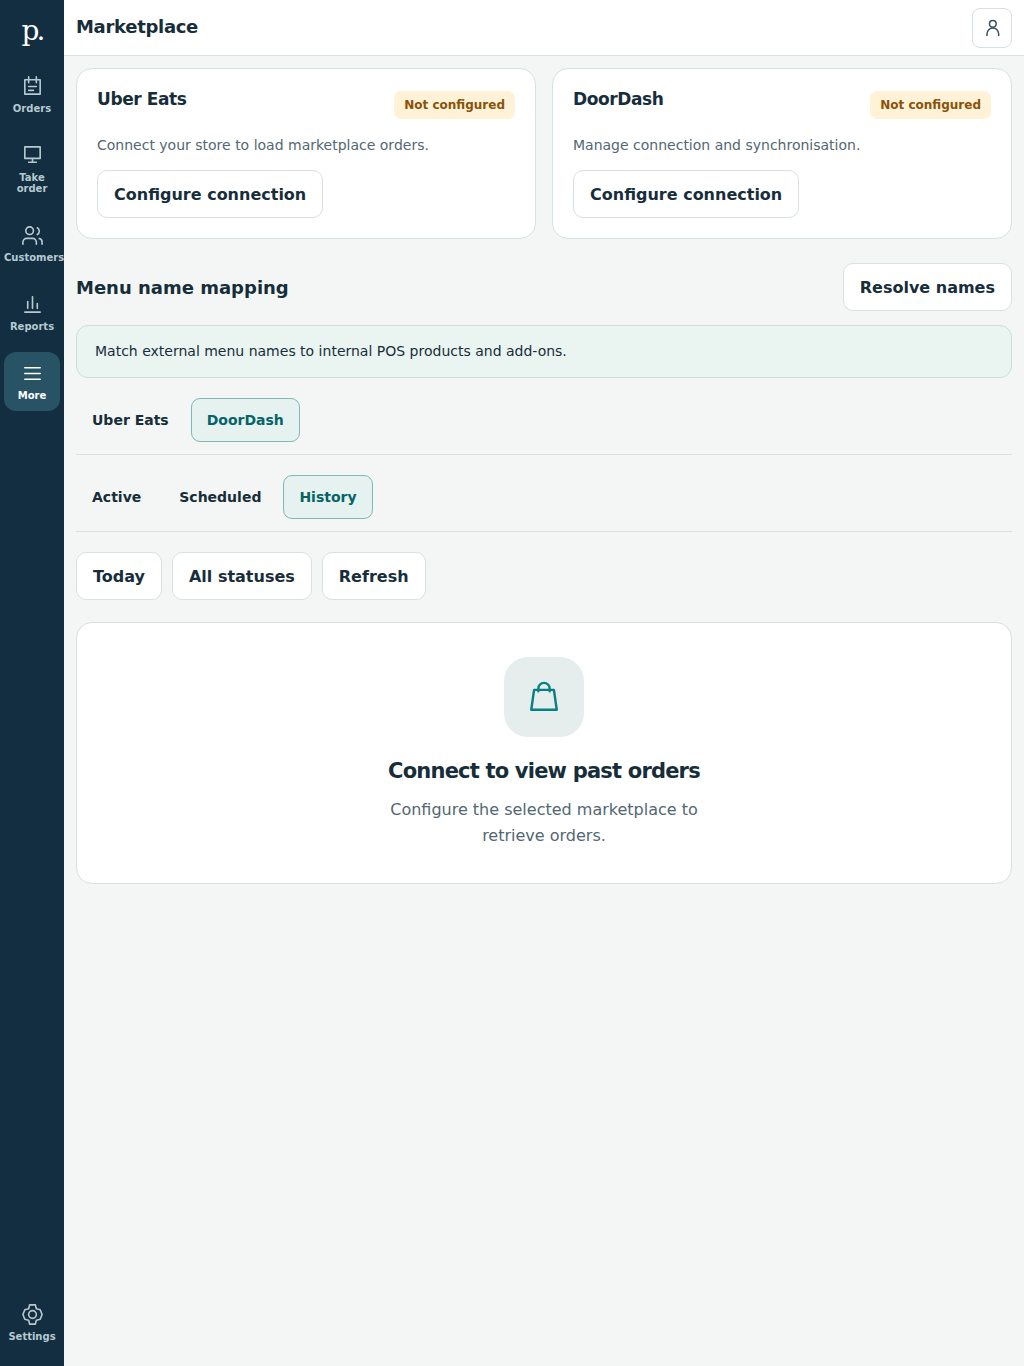 p.
Marketplace
Orders
Take
order
Customers
Reports
More
Settings
Uber Eats
Not configured
Connect your store to load marketplace orders.
Configure connection
DoorDash
Not configured
Manage connection and synchronisation.
Configure connection
Menu name mapping
Resolve names
Match external menu names to internal POS products and add-ons.
Uber Eats DoorDash
Active Scheduled History
Today All statuses Refresh
Connect to view past orders
Configure the selected marketplace to
retrieve orders.